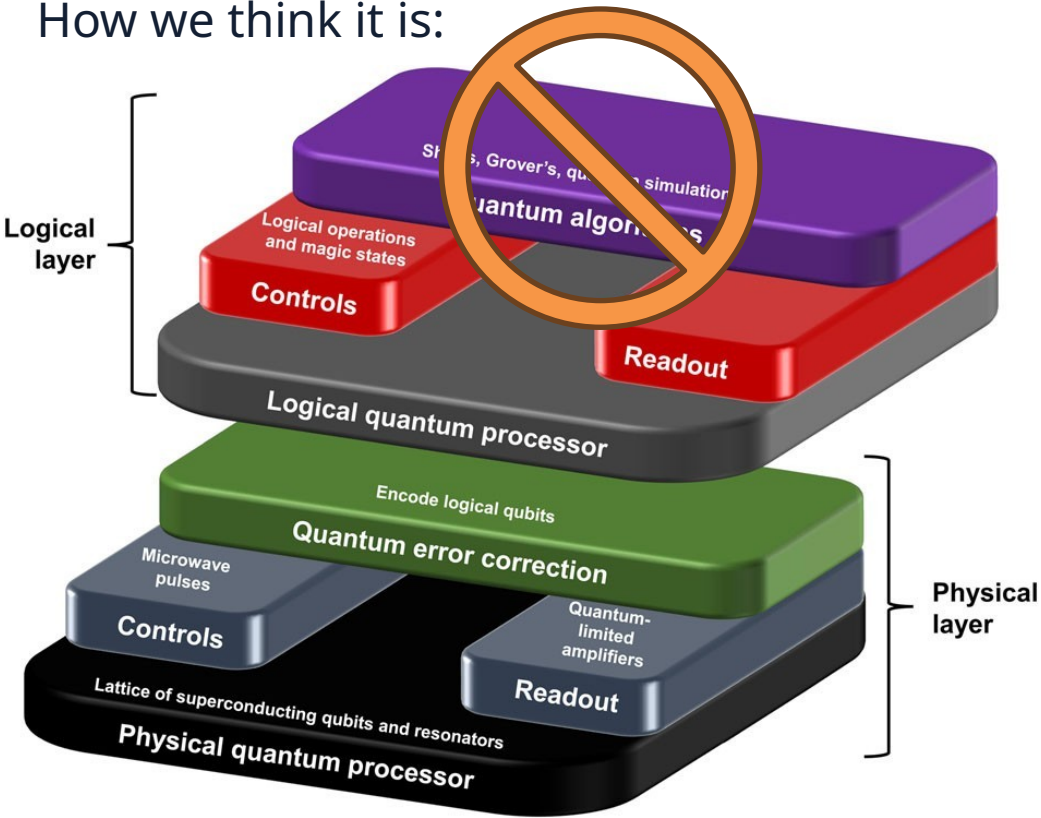 How we think it is:
Logical
layer
s, Grover's, simulation
Logical operations
and magic states
Controls
Readout
Logical quantum processor
Encode logical qubits
Quantum error correction
Microwave
pulses
Controls
Quantum-
limited
amplifiers
Readout
Lattice of superconducting qubits and resonators
Physical quantum processor
Physical
layer